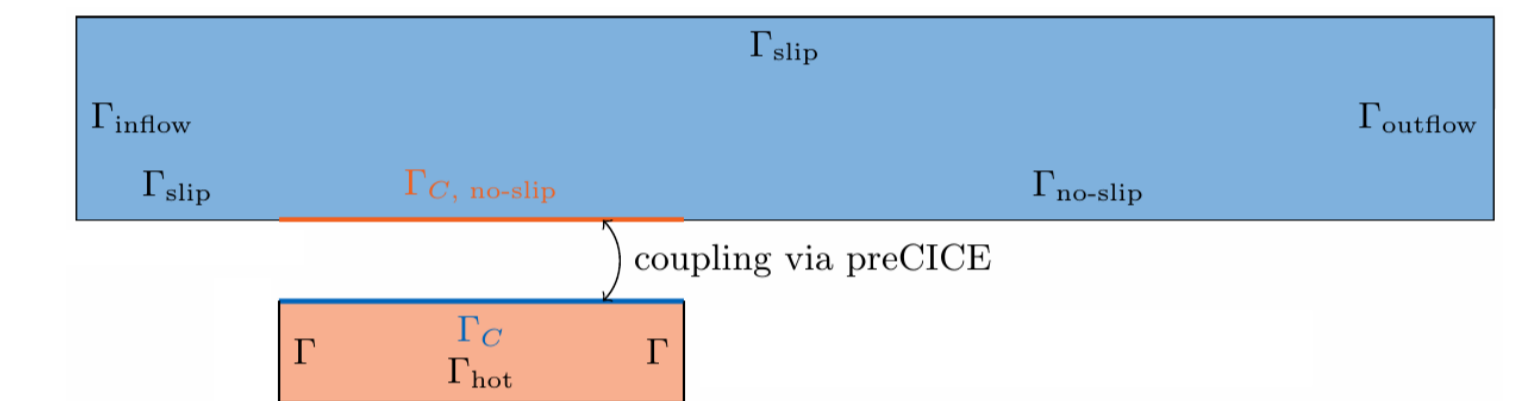 Γslip
Γinflow Γoutflow
Γslip ΓC, no-slip Γno-slip
coupling via preCICE
ΓC
Γ Γ
Γhot